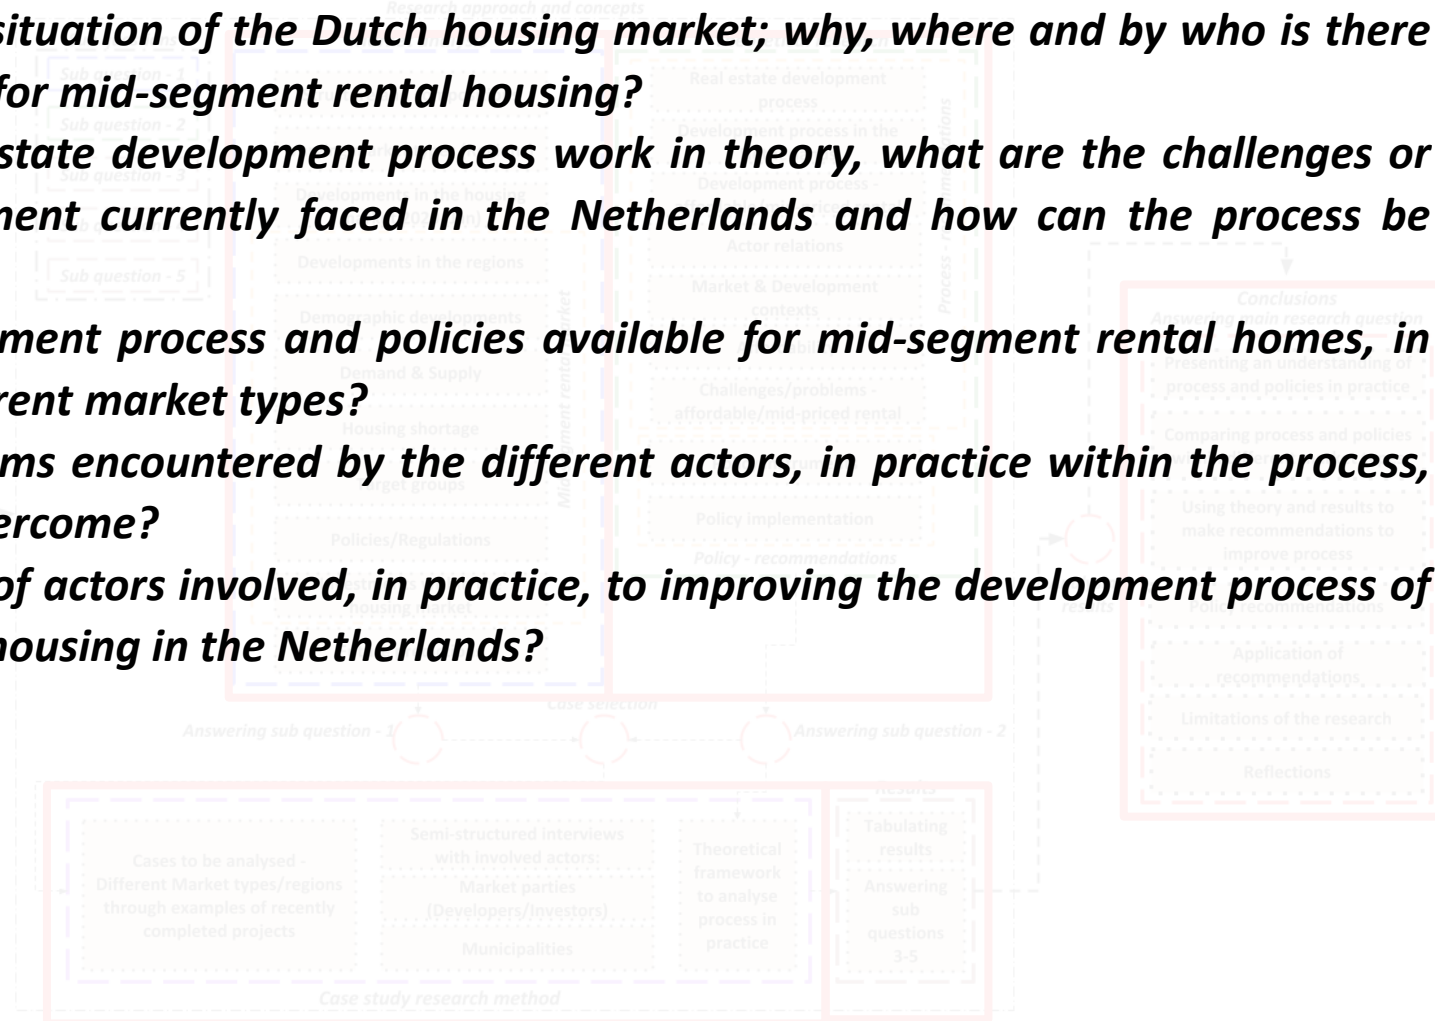 situation of the Dutch housing market; why, where and by who is there
for mid-segment rental housing?
state development process work in theory, what are the challenges or
ment currently faced in the Netherlands and how can the process be
ment process and policies available for mid-segment rental homes, in
rent market types?
ms encountered by the different actors, in practice within the process,
ercome?
of actors involved, in practice, to improving the development process of
housing in the Netherlands?
Research approach and concepts
Sub question - 1
Sub question - 2
Sub question - 3
Sub question - 5
Developments in the housing
Developments in the regions
Demographic developments
Demand & Supply
Housing shortage
Target groups
Policies/Regulations
housing market
Real estate development
process
Development process in the
Development process -
affordable/mid-priced rental
Actor relations
Market & Development
contexts
Challenges/problems -
affordable/mid-priced rental
Policy implementation
Policy - recommendations
Conclusions
Answering main research question
Presenting an understanding of
process and policies in practice
Comparing process and policies
Using theory and results to
make recommendations to
improve process
Policy recommendations
Application of
recommendations
Limitations of the research
Reflections
results
Case selection
Answering sub question - 1
Answering sub question - 2
Cases to be analysed -
Different Market types/regions
through examples of recently
completed projects
Semi-structured interviews
with involved actors:
Market parties
(Developers/Investors)
Municipalities
Theoretical
framework
to analyse
process in
practice
Results
Tabulating
results
Answering
sub
questions
3-5
Case study research method